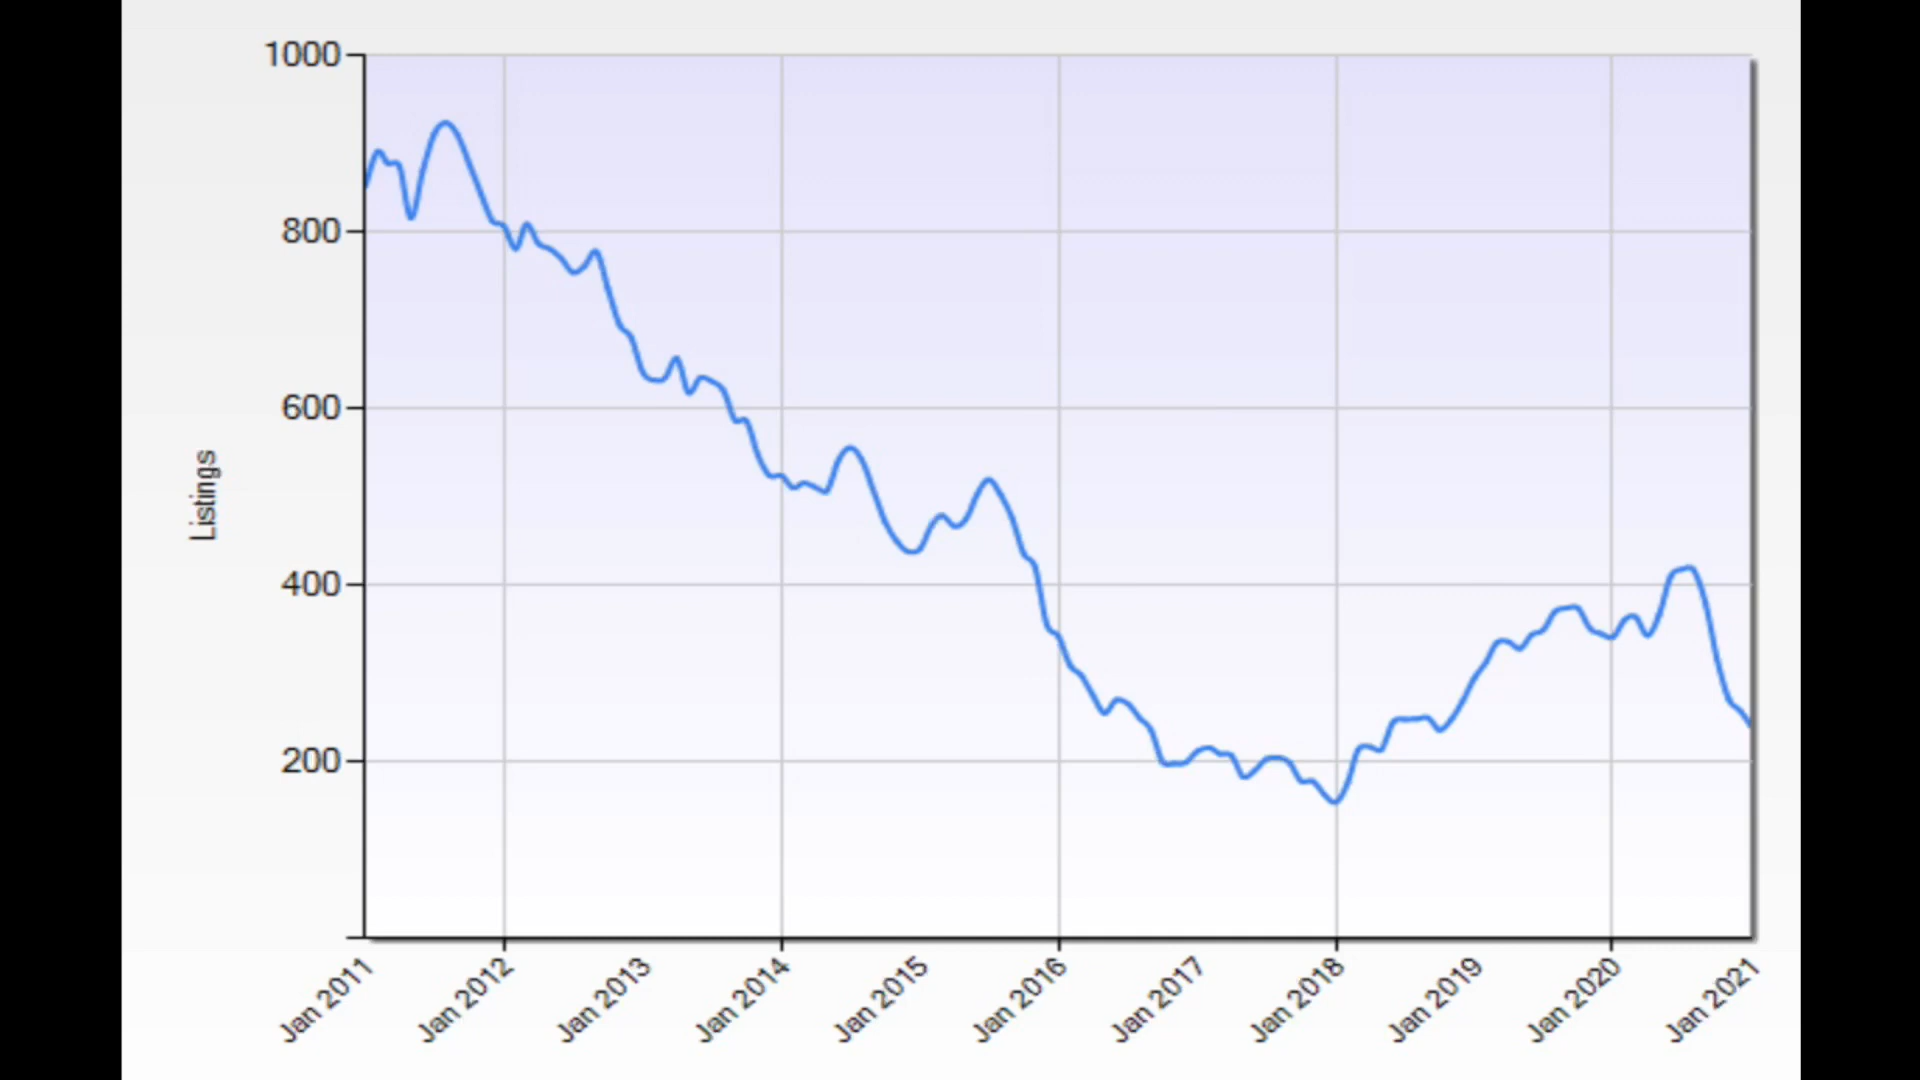 1000
800
600
400
200
Listings
Jan 2011
Jan 2012
Jan 2013
Jan 2014
Jan 2015
Jan 2016
Jan 2017
Jan 2018
Jan 2019
Jan 2020
Jan 2021